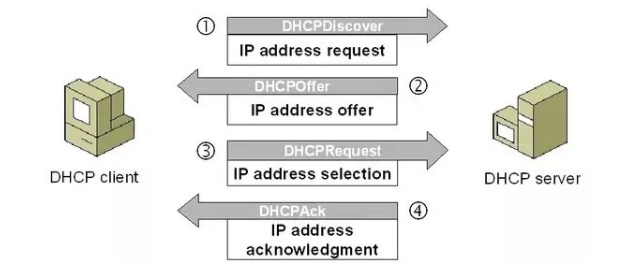 ① DHCPDiscover
IP address request
DHCPOffer ②
IP address offer
③ DHCPRequest
IP address selection
DHCP client
DHCP server
DHCPAck ④
IP address
acknowledgment